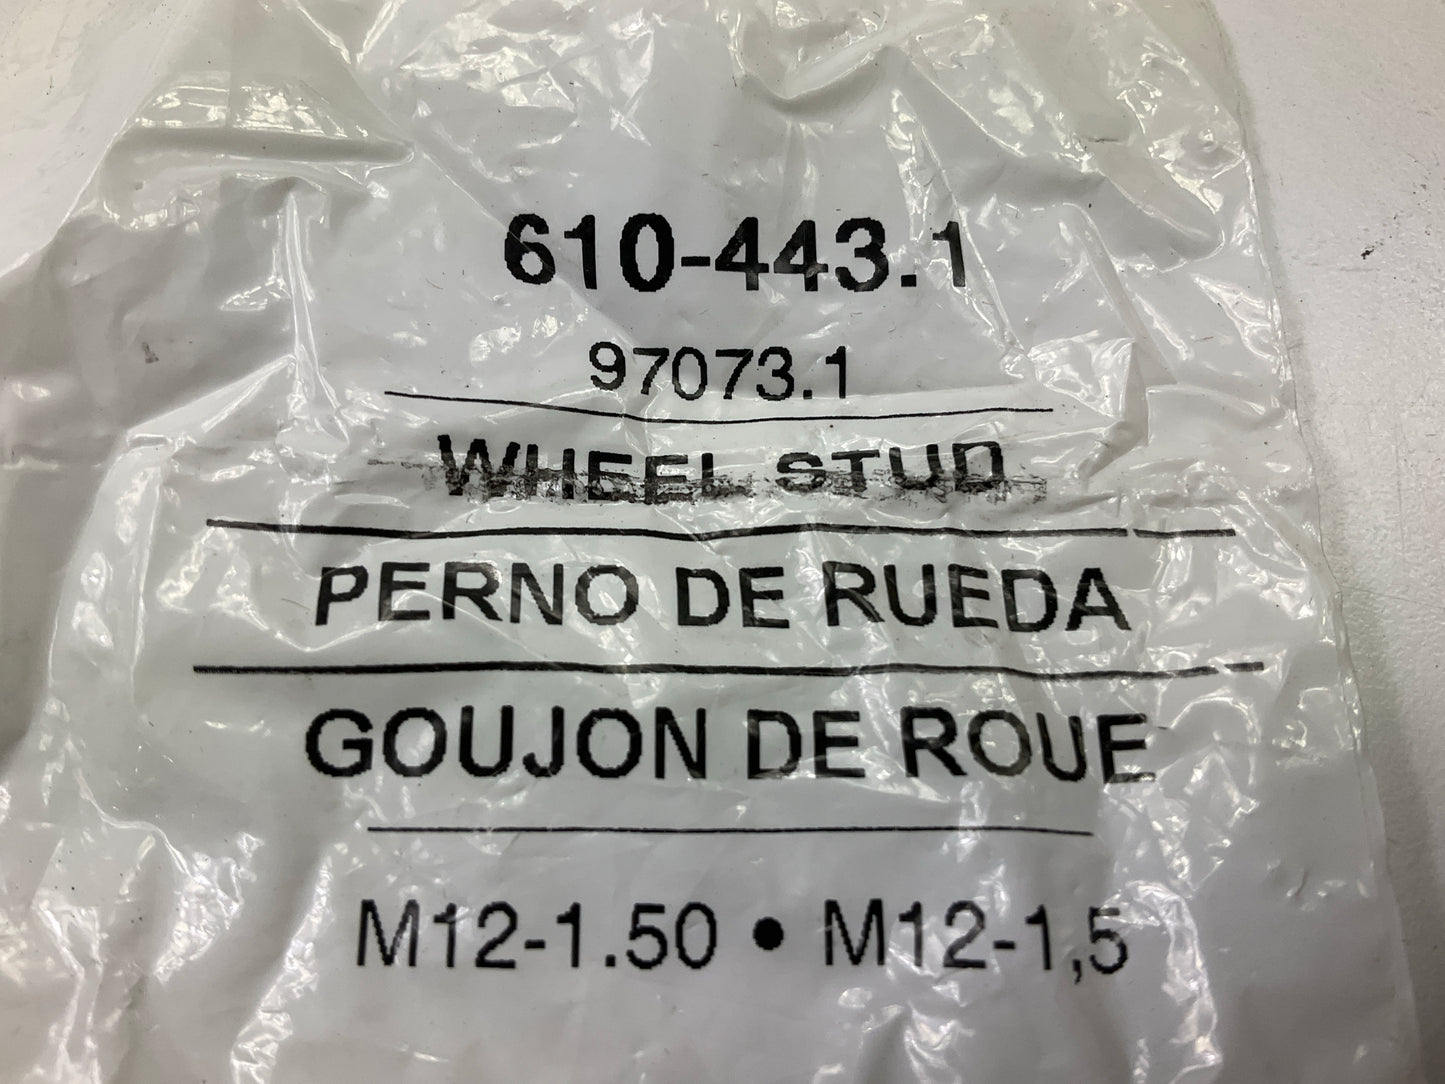 610-443.1
97073.1
WHEEL STUD
PERNO DE RUEDA
GOUJON DE ROUE
M12-1.50 • M12-1,5